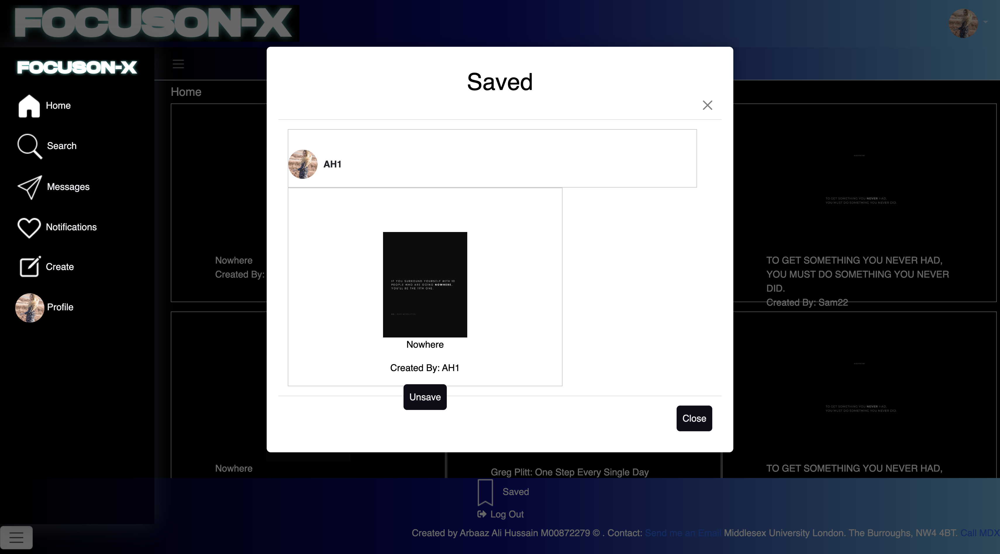 FOCUSON-X
FOCUSON-X
Home
Search
Messages
Notifications
Create
Profile
Home
Nowhere
Created By:
Saved
AH1
IF YOU SURROUND YOURSELF WITH 10
PEOPLE WHO ARE GOING NOWHERE,
YOU'LL BE THE 11TH ONE.
Nowhere
Created By: AH1
Unsave
Close
TO GET SOMETHING YOU NEVER HAD,
YOU MUST DO SOMETHING YOU NEVER DID.
TO GET SOMETHING YOU NEVER HAD,
YOU MUST DO SOMETHING YOU NEVER
DID.
Created By: Sam22
TO GET SOMETHING YOU NEVER HAD,
YOU MUST DO SOMETHING YOU NEVER DID.
Nowhere
Greg Plitt: One Step Every Single Day
TO GET SOMETHING YOU NEVER HAD,
Saved
Log Out
Created by Arbaaz Ali Hussain M00872279 © . Contact: Send me an Email Middlesex University London. The Burroughs, NW4 4BT. Call MDX